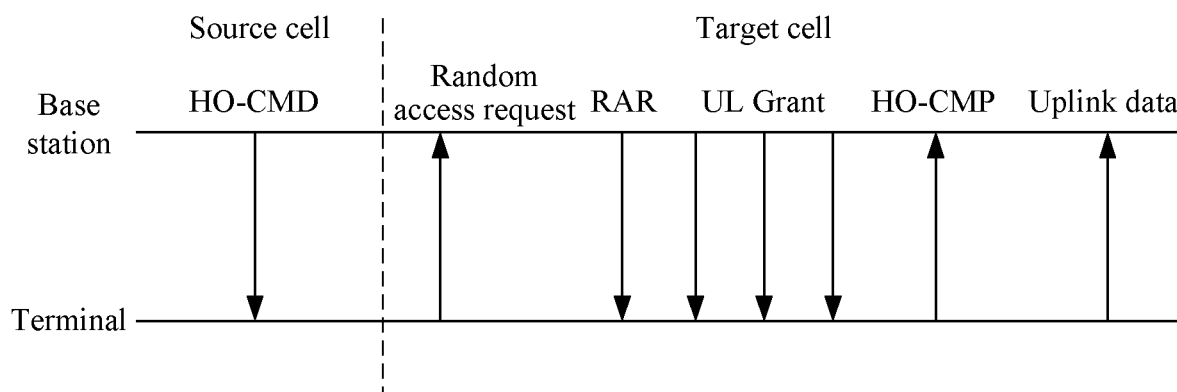 Source cell
Target cell
Base
station
HO-CMD
Random
access request
RAR
UL Grant
HO-CMP
Uplink data
Terminal